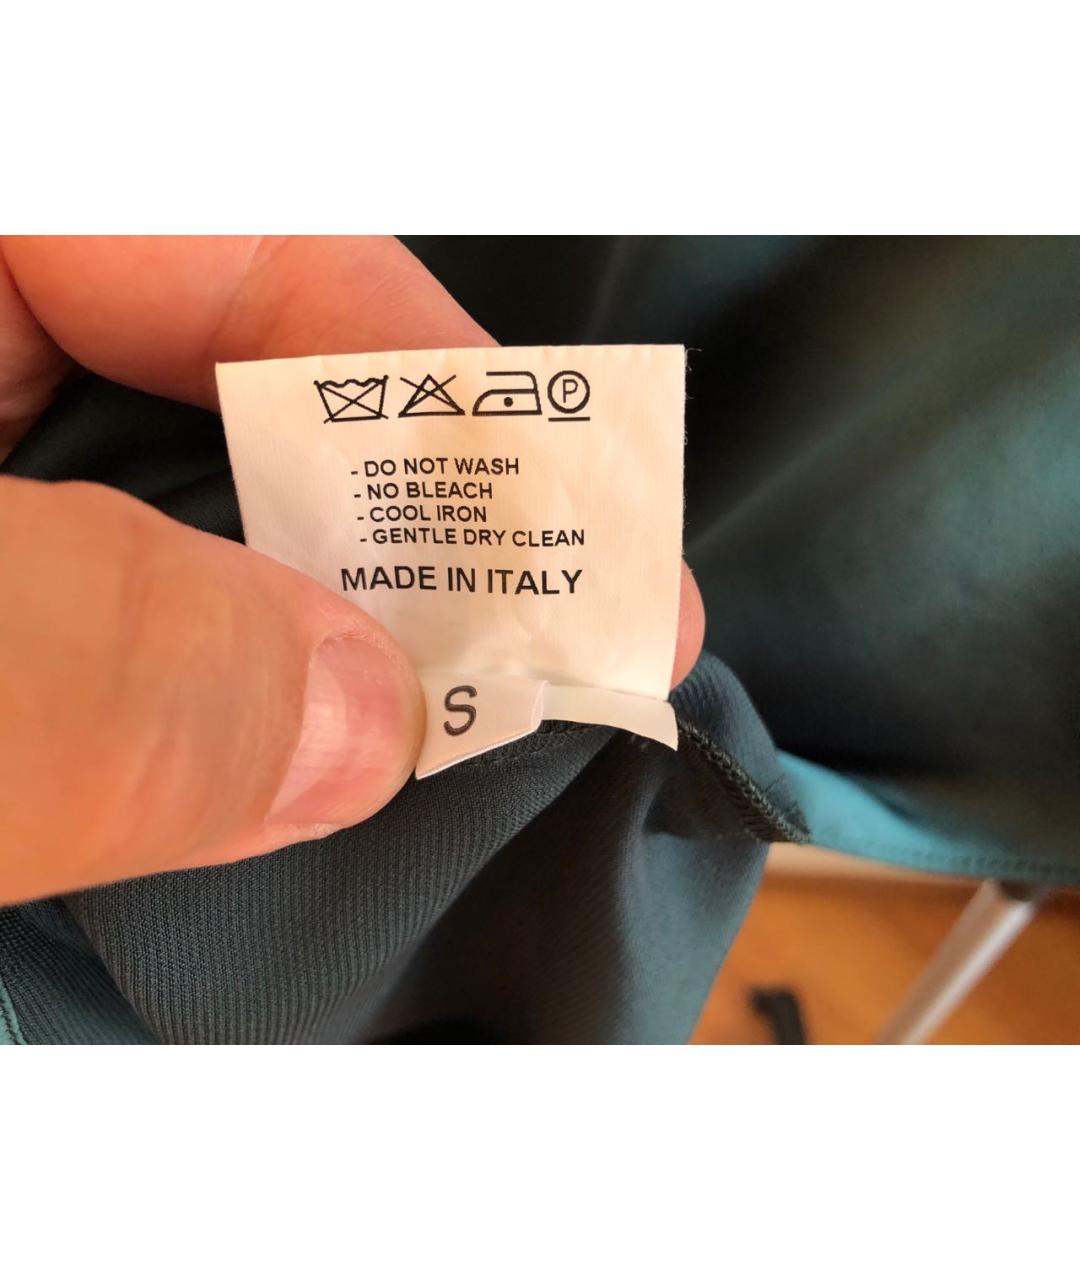 P
- DO NOT WASH
- NO BLEACH
- COOL IRON
- GENTLE DRY CLEAN
MADE IN ITALY
S